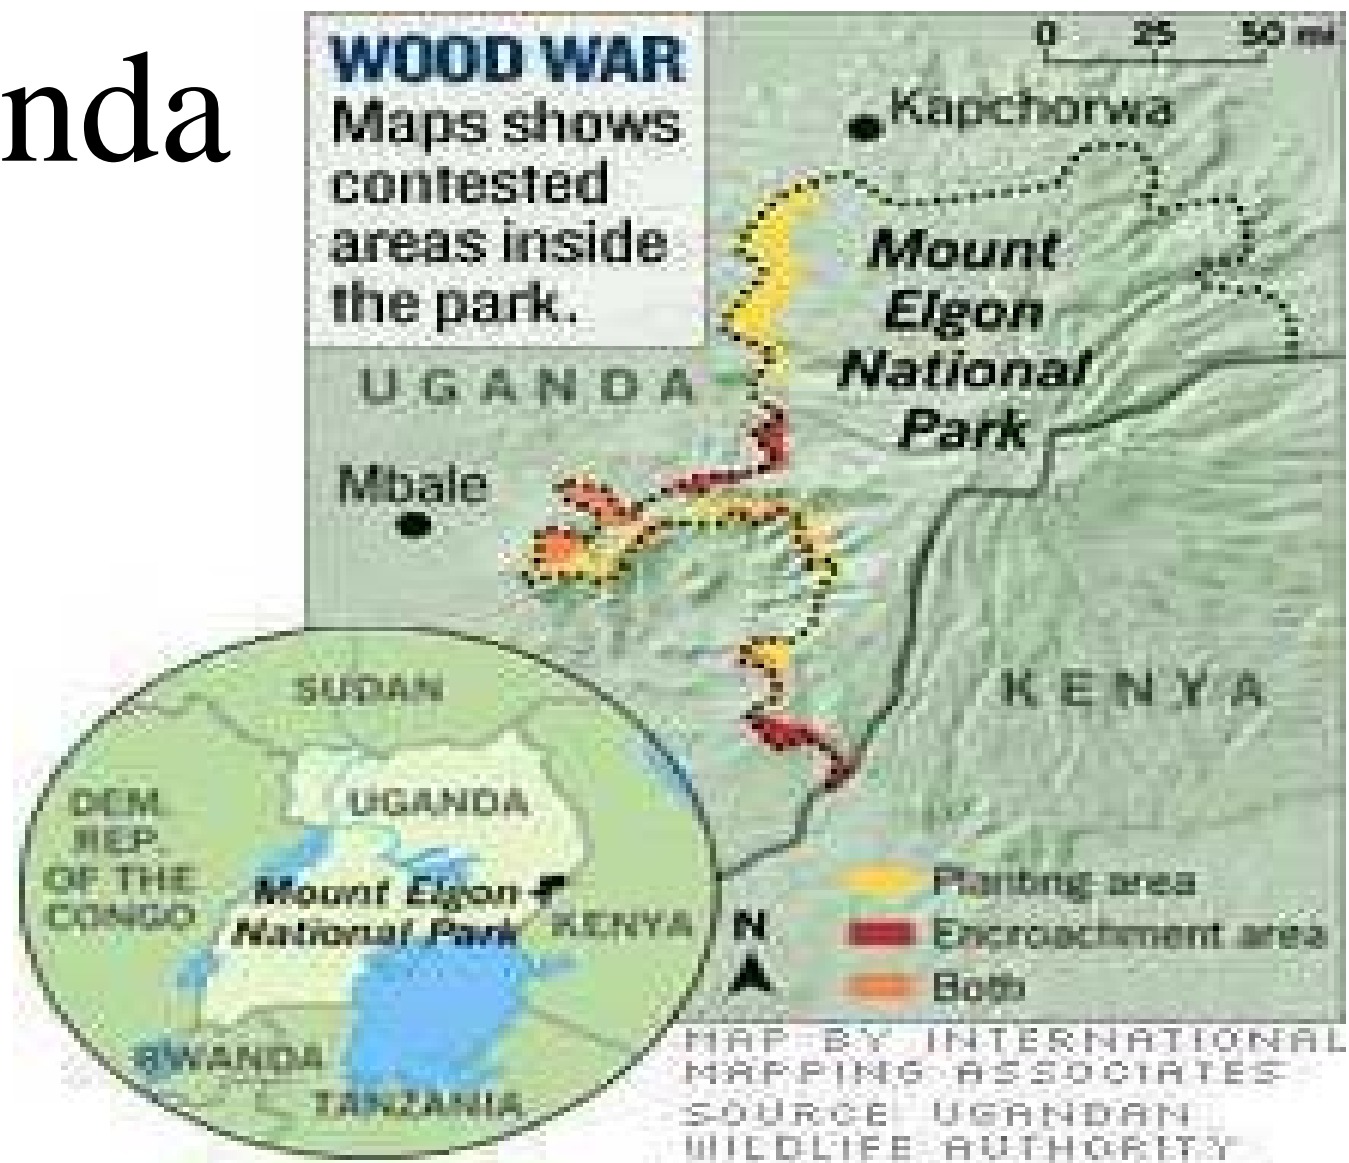 nda
WOOD WAR
Maps shows
contested
areas inside
the park.
0 25 50 mi
Kapchorwa
Mount
Elgon
National
Park
UGANDA
Mbale
KENYA
SUDAN
DEM.
REP.
OF THE
CONGO
UGANDA
Mount Elgon
National Park
KENYA
RWANDA
TANZANIA
N
Planting area
Encroachment area
Both
MAP BY INTERNATIONAL
MAPPING ASSOCIATES
SOURCE UGANDAN
WILDLIFE AUTHORITY